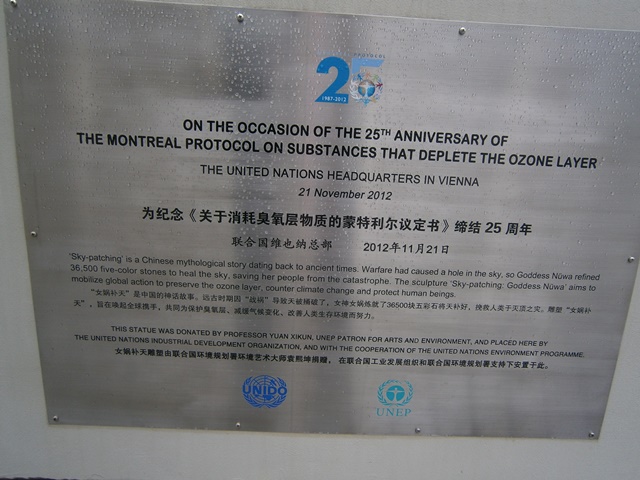 25
1987-2012
ON THE OCCASION OF THE 25TH ANNIVERSARY OF
THE MONTREAL PROTOCOL ON SUBSTANCES THAT DEPLETE THE OZONE LAYER
THE UNITED NATIONS HEADQUARTERS IN VIENNA
21 November 2012
为纪念《关于消耗臭氧层物质的蒙特利尔议定书》缔结 25 周年
联合国维也纳总部 2012年11月21日
'Sky-patching' is a Chinese mythological story dating back to ancient times. Warfare had caused a hole in the sky, so Goddess Nüwa refined
36,500 five-color stones to heal the sky, saving her people from the catastrophe. The sculpture 'Sky-patching: Goddess Nüwa' aims to
mobilize global action to preserve the ozone layer, counter climate change and protect human beings.
"女娲补天"是中国的神话故事。远古时期因"战祸"导致天被捅破了，女神女娲炼就了36500块五彩石将天补好，挽救人类于灭顶之灾。雕塑"女娲补
天"，旨在唤起全球携手，共同为保护臭氧层、减缓气候变化、改善人类生存环境而努力。
THIS STATUE WAS DONATED BY PROFESSOR YUAN XIKUN, UNEP PATRON FOR ARTS AND ENVIRONMENT, AND PLACED HERE BY
THE UNITED NATIONS INDUSTRIAL DEVELOPMENT ORGANIZATION, AND WITH THE COOPERATION OF THE UNITED NATIONS ENVIRONMENT PROGRAMME.
女娲补天雕塑由联合国环境规划署环境艺术大师袁熙坤捐赠，在联合国工业发展组织和联合国环境规划署支持下安置于此。
UNIDO
UNEP